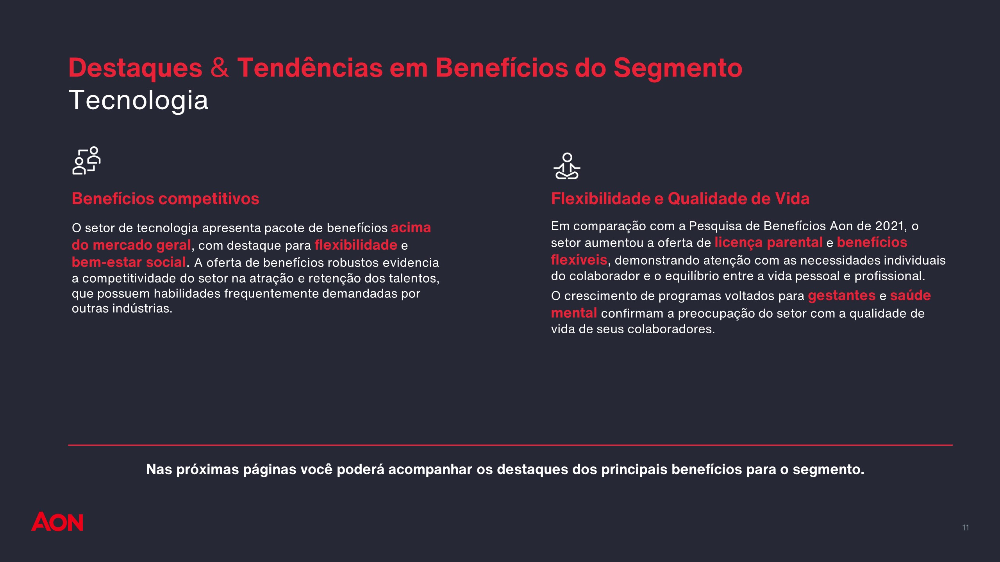 Destaques & Tendências em Benefícios do Segmento
Tecnologia
Benefícios competitivos
O setor de tecnologia apresenta pacote de benefícios acima
do mercado geral, com destaque para flexibilidade e
bem-estar social. A oferta de benefícios robustos evidencia
a competitividade do setor na atração e retenção dos talentos,
que possuem habilidades frequentemente demandadas por
outras indústrias.
Flexibilidade e Qualidade de Vida
Em comparação com a Pesquisa de Benefícios Aon de 2021, o
setor aumentou a oferta de licença parental e benefícios
flexíveis, demonstrando atenção com as necessidades individuais
do colaborador e o equilíbrio entre a vida pessoal e profissional.
O crescimento de programas voltados para gestantes e saúde
mental confirmam a preocupação do setor com a qualidade de
vida de seus colaboradores.
Nas próximas páginas você poderá acompanhar os destaques dos principais benefícios para o segmento.
AON
11